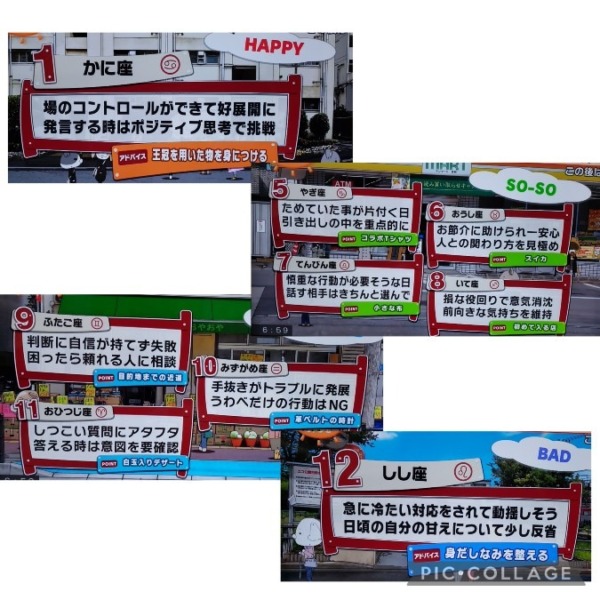 HAPPY
1 かに座
場のコントロールができて好展開に
発言する時はポジティブ思考で挑戦
アドバイス 王冠を用いた物を身につける
MART
ATM
この後は
SO-SO
5 やぎ座
ためていた事が片付く日
引き出しの中を重点的に
POINT コラボTシャツ
6 おうし座
お節介に助けられ一安心
人との関わり方を見極め
POINT スイカ
7 てんびん座
慎重な行動が必要そうな日
話す相手はきちんと選んで
POINT 小さな布
8 いて座
損な役回りで意気消沈
前向きな気持ちを維持
POINT 初めて入る店
6:59
やおや
9 ふたご座
判断に自信が持てず失敗
困ったら頼れる人に相談
POINT 目的地までの近道
10 みずがめ座
手抜きがトラブルに発展
うわべだけの行動はNG
POINT 革ベルトの時計
11 おひつじ座
しつこい質問にアタフタ
答える時は意図を要確認
POINT 白玉入りデザート
BAD
12 しし座
急に冷たい対応をされて動揺しそう
日頃の自分の甘えについて少し反省
アドバイス 身だしなみを整える
PIC•COLLAGE